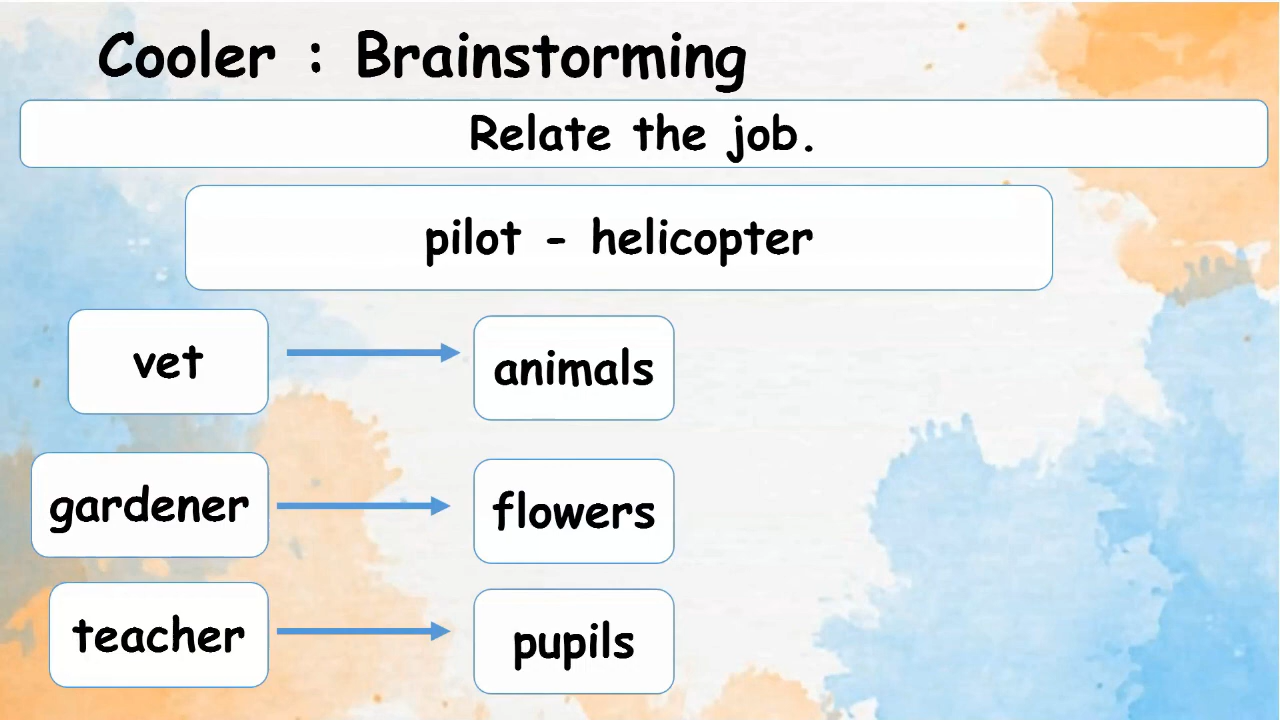 Cooler : Brainstorming
Relate the job.
pilot - helicopter
vet
animals
gardener
flowers
teacher
pupils